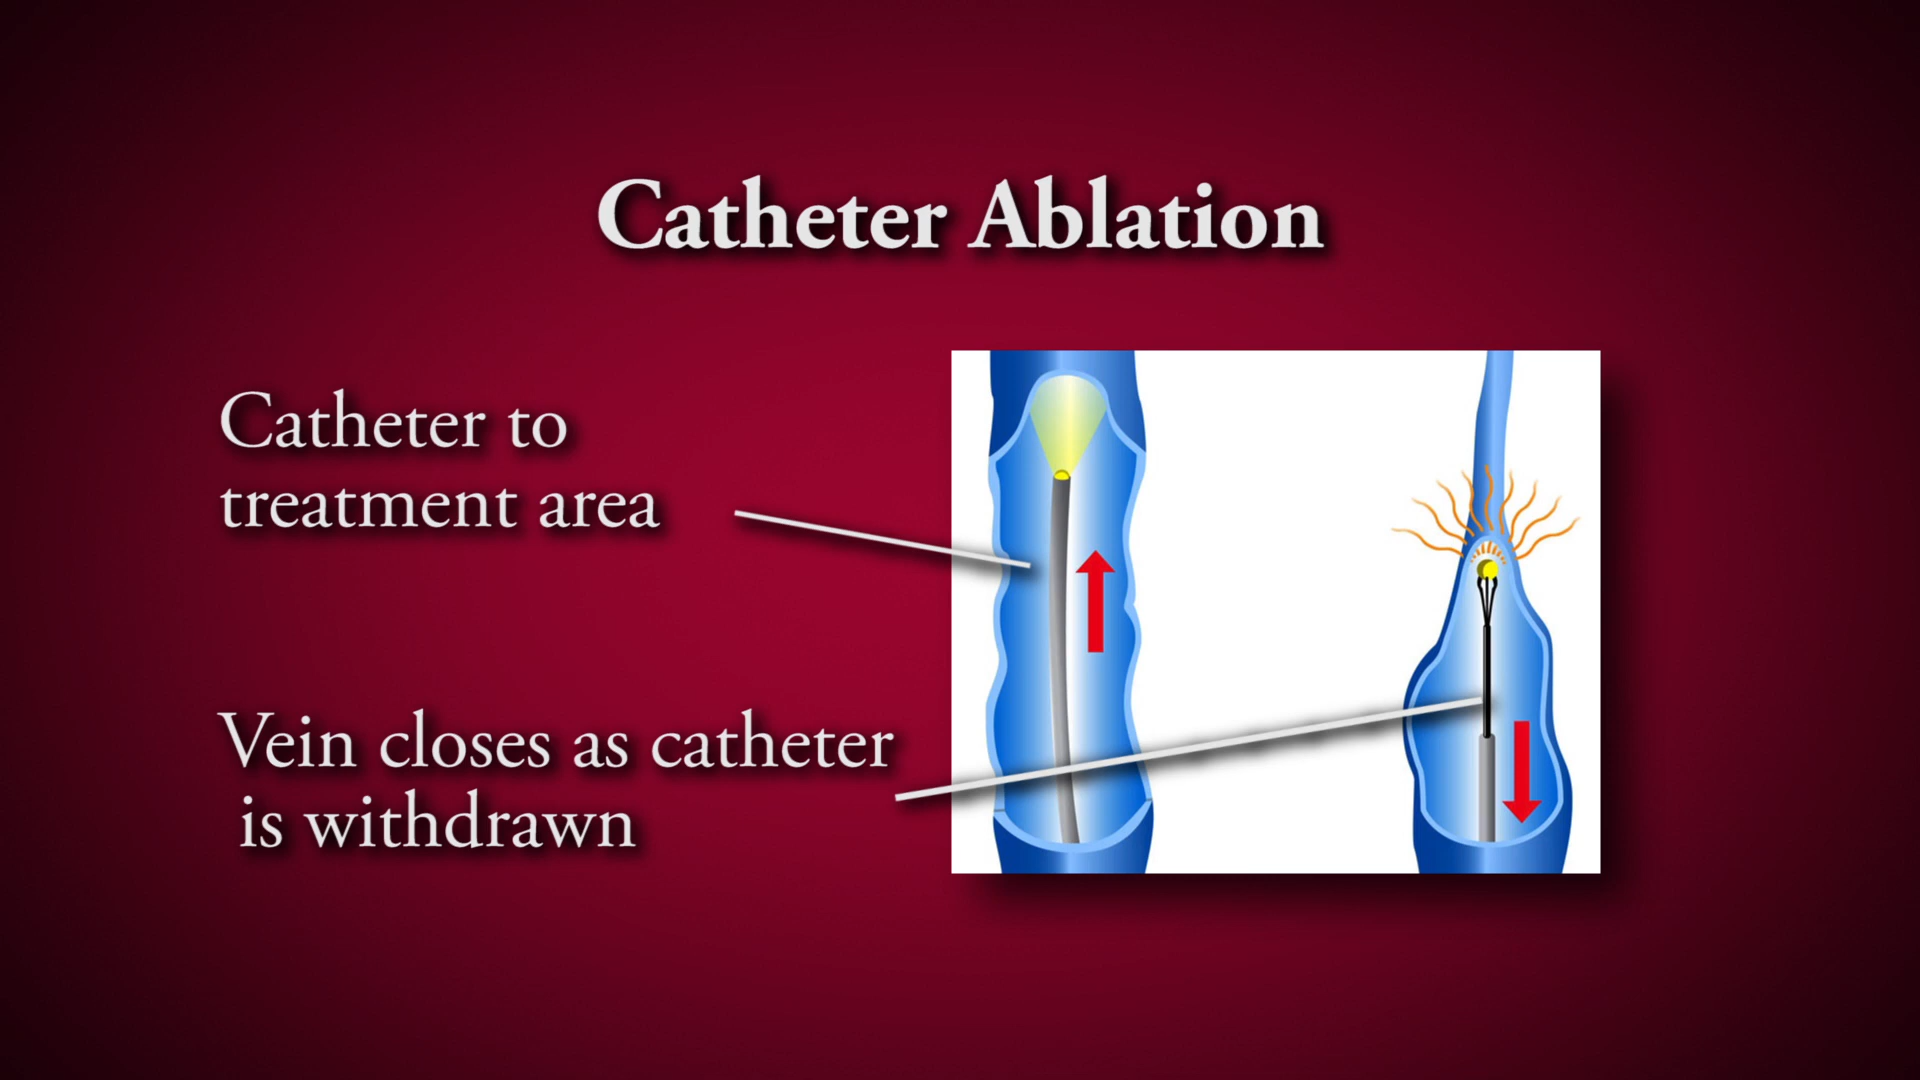 Catheter Ablation
Catheter to
treatment area
Vein closes as catheter
is withdrawn